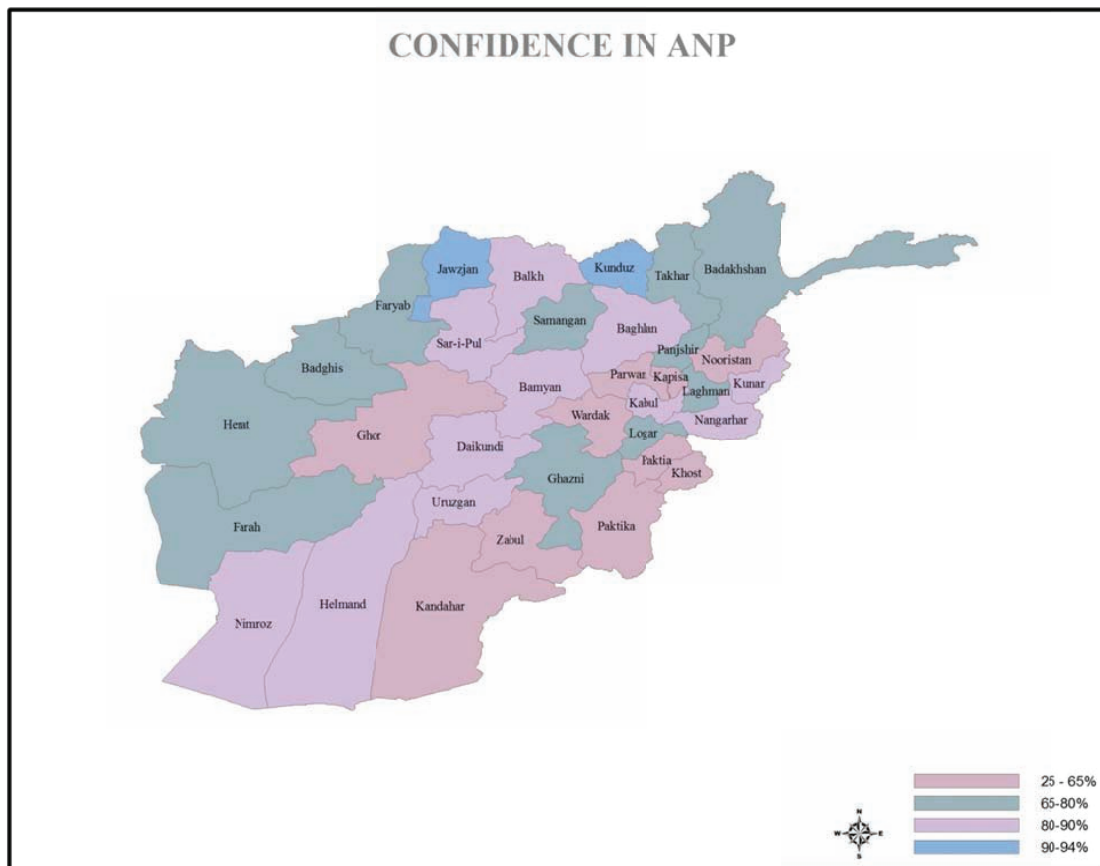 CONFIDENCE IN ANP
Jawzjan
Balkh
Kunduz
Takhar
Badakhshan
Faryab
Samangan
Baghlan
Sar-i-Pul
Panjshir
Nooristan
Badghis
Parwan
Kapisa
Bamyan
Laghman
Kunar
Kabul
Herat
Wardak
Nangarhar
Ghor
Logar
Daikundi
Paktia
Ghazni
Khost
Uruzgan
Farah
Paktika
Zabul
Helmand
Kandahar
Nimroz
25 - 65%
65-80%
80-90%
90-94%
N
W E
S